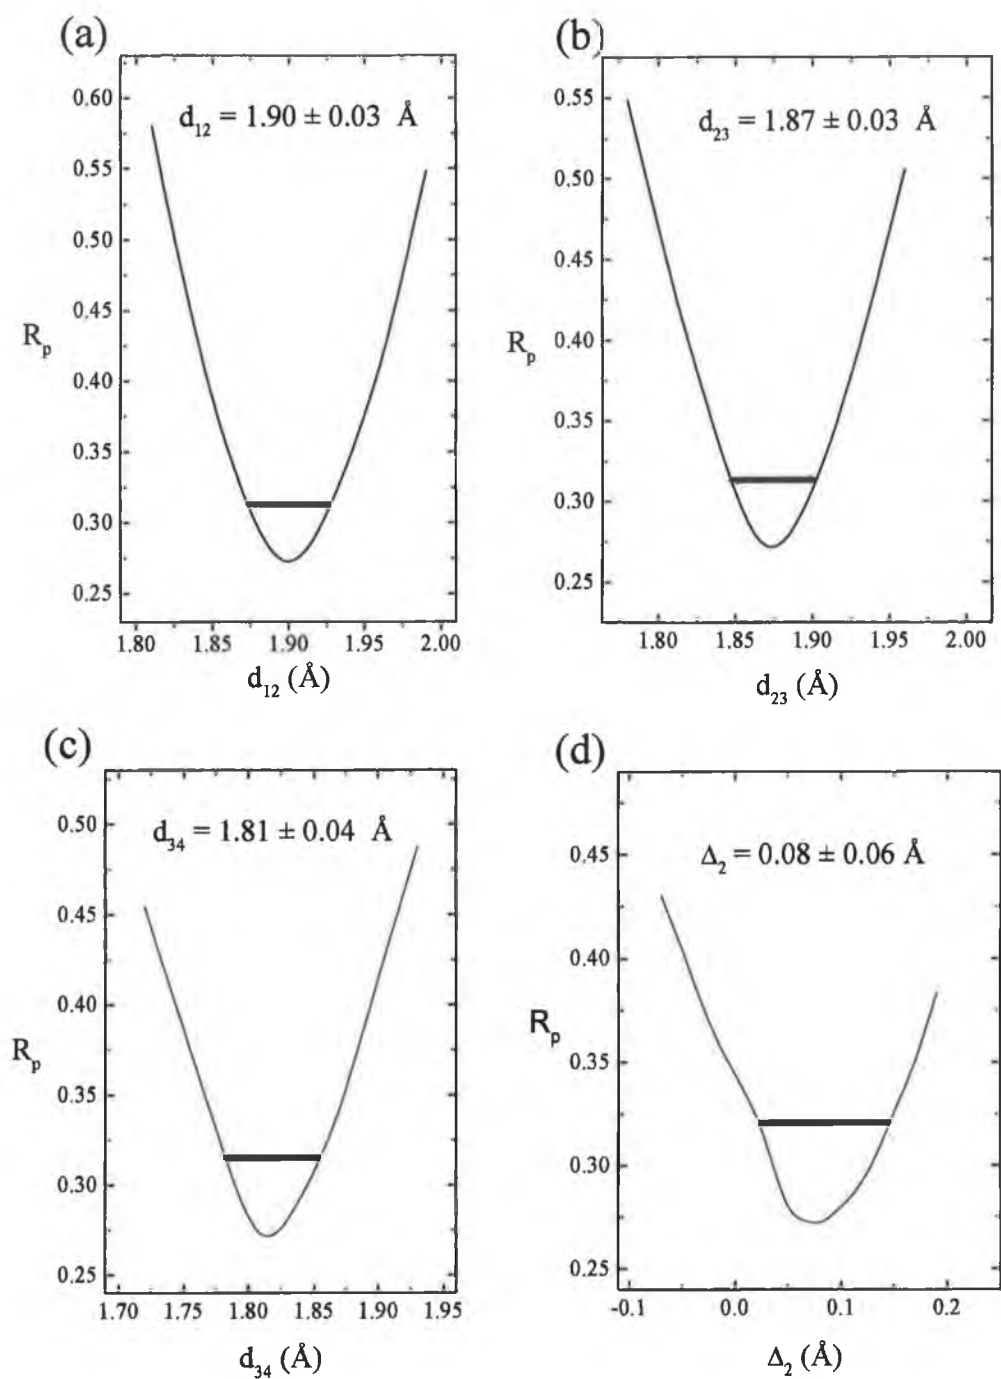 (a)
d12 = 1.90 ± 0.03 Å
0.60
0.55
0.50
0.45
0.40
0.35
0.30
0.25
Rp
1.80 1.85 1.90 1.95 2.00
d12 (Å)
(b)
d23 = 1.87 ± 0.03 Å
0.55
0.50
0.45
0.40
0.35
0.30
0.25
Rp
1.80 1.85 1.90 1.95 2.00
d23 (Å)
(c)
d34 = 1.81 ± 0.04 Å
0.50
0.45
0.40
0.35
0.30
0.25
Rp
1.70 1.75 1.80 1.85 1.90 1.95
d34 (Å)
(d)
Δ2 = 0.08 ± 0.06 Å
0.45
0.40
0.35
0.30
0.25
Rp
-0.1 0.0 0.1 0.2
Δ2 (Å)